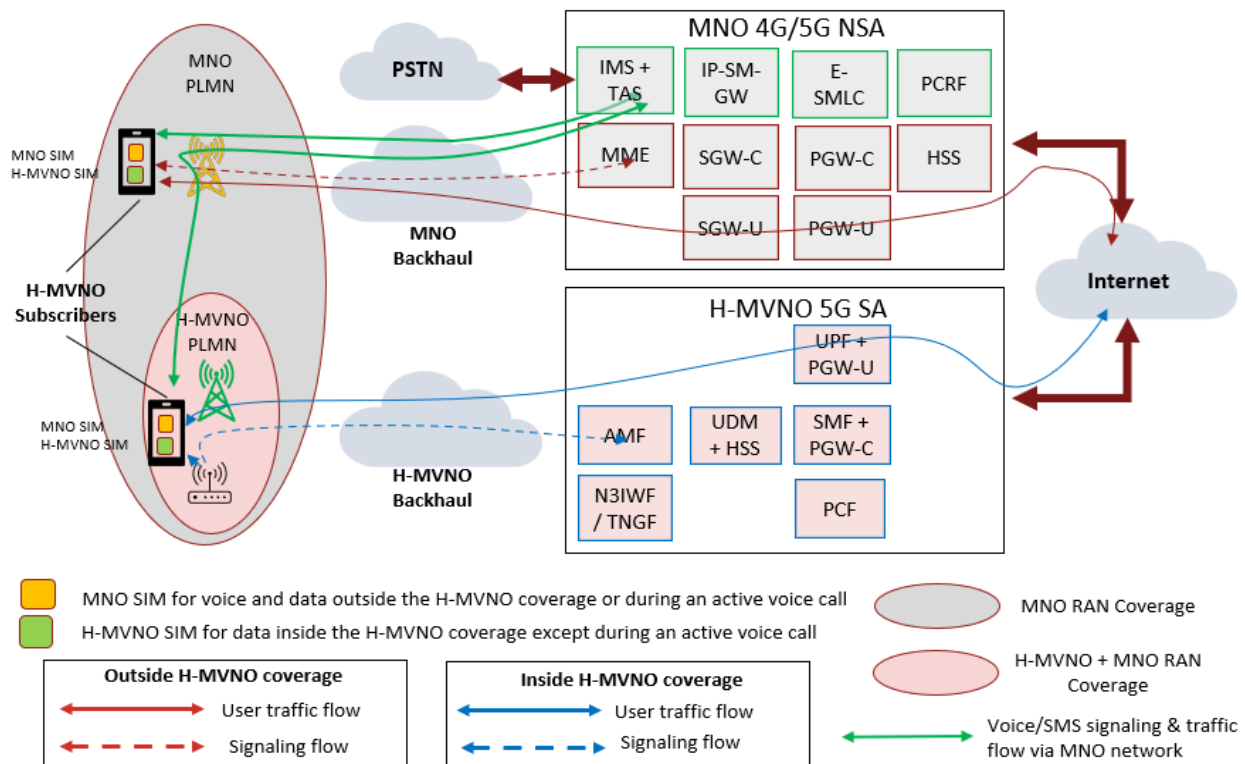 MNO 4G/5G NSA
MNO
PLMN
PSTN
IMS +
TAS
IP-SM-
GW
E-
SMLC
PCRF
MNO SIM
H-MVNO SIM
MME
SGW-C
PGW-C
HSS
MNO
Backhaul
SGW-U
PGW-U
H-MVNO
Subscribers
Internet
H-MVNO
PLMN
H-MVNO 5G SA
UPF +
PGW-U
MNO SIM
H-MVNO SIM
AMF
UDM
+ HSS
SMF +
PGW-C
H-MVNO
Backhaul
N3IWF
/ TNGF
PCF
MNO SIM for voice and data outside the H-MVNO coverage or during an active voice call
H-MVNO SIM for data inside the H-MVNO coverage except during an active voice call
MNO RAN Coverage
H-MVNO + MNO RAN
Coverage
Outside H-MVNO coverage
User traffic flow
Signaling flow
Inside H-MVNO coverage
User traffic flow
Signaling flow
Voice/SMS signaling & traffic
flow via MNO network